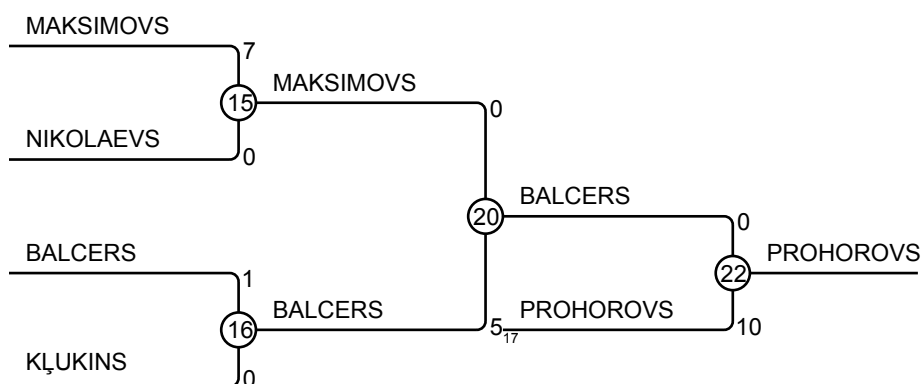 MAKSIMOVS
7
15
MAKSIMOVS
0
NIKOLAEVS
0
20
BALCERS
0
BALCERS
1
22
PROHOROVS
16
BALCERS
5
17
PROHOROVS
10
KĻUKINS
0